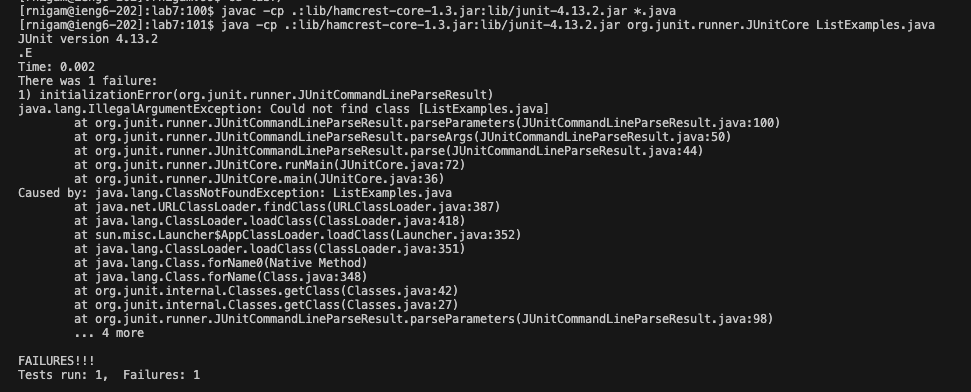 [rnigam@ieng6-202]:lab7:100$ javac -cp .:lib/hamcrest-core-1.3.jar:lib/junit-4.13.2.jar *.java
[rnigam@ieng6-202]:lab7:101$ java -cp .:lib/hamcrest-core-1.3.jar:lib/junit-4.13.2.jar org.junit.runner.JUnitCore ListExamples.java
JUnit version 4.13.2
.E
Time: 0.002
There was 1 failure:
1) initializationError(org.junit.runner.JUnitCommandLineParseResult)
java.lang.IllegalArgumentException: Could not find class [ListExamples.java]
        at org.junit.runner.JUnitCommandLineParseResult.parseParameters(JUnitCommandLineParseResult.java:100)
        at org.junit.runner.JUnitCommandLineParseResult.parseArgs(JUnitCommandLineParseResult.java:50)
        at org.junit.runner.JUnitCommandLineParseResult.parse(JUnitCommandLineParseResult.java:44)
        at org.junit.runner.JUnitCore.runMain(JUnitCore.java:72)
        at org.junit.runner.JUnitCore.main(JUnitCore.java:36)
Caused by: java.lang.ClassNotFoundException: ListExamples.java
        at java.net.URLClassLoader.findClass(URLClassLoader.java:387)
        at java.lang.ClassLoader.loadClass(ClassLoader.java:418)
        at sun.misc.Launcher$AppClassLoader.loadClass(Launcher.java:352)
        at java.lang.ClassLoader.loadClass(ClassLoader.java:351)
        at java.lang.Class.forName0(Native Method)
        at java.lang.Class.forName(Class.java:348)
        at org.junit.internal.Classes.getClass(Classes.java:42)
        at org.junit.internal.Classes.getClass(Classes.java:27)
        at org.junit.runner.JUnitCommandLineParseResult.parseParameters(JUnitCommandLineParseResult.java:98)
        ... 4 more
FAILURES!!!
Tests run: 1,  Failures: 1